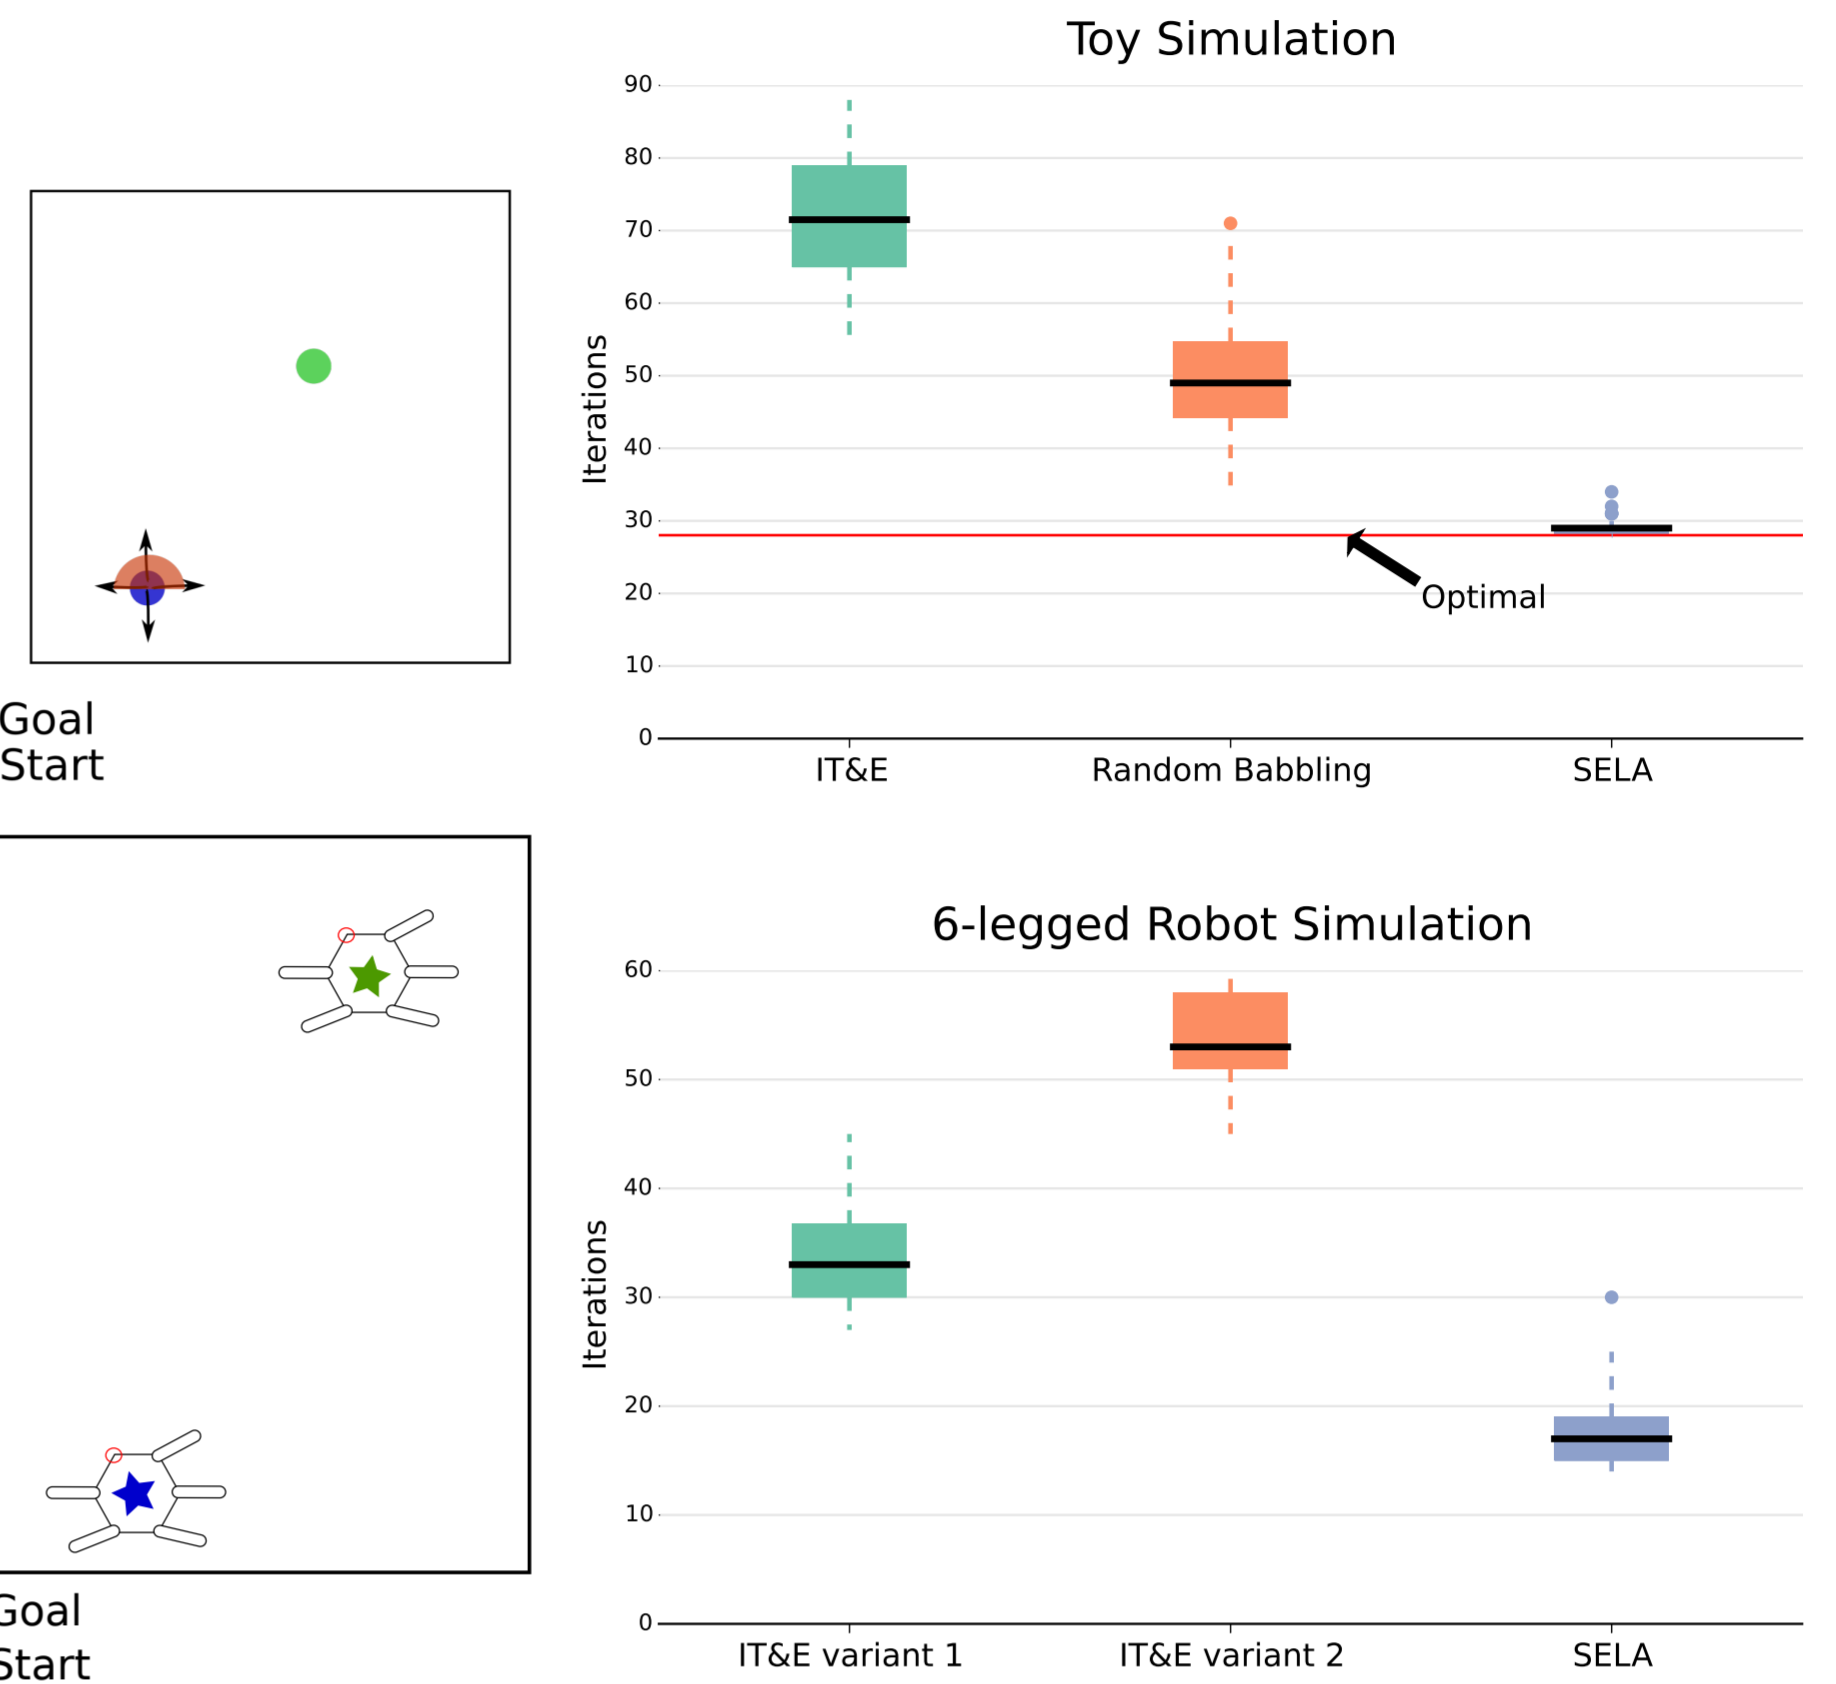 Toy Simulation
90
80
70
60
50
40
30
20
10
0
Iterations
Optimal
IT&E Random Babbling SELA
Goal
Start
6-legged Robot Simulation
60
50
40
30
20
10
0
Iterations
IT&E variant 1 IT&E variant 2 SELA
Goal
Start